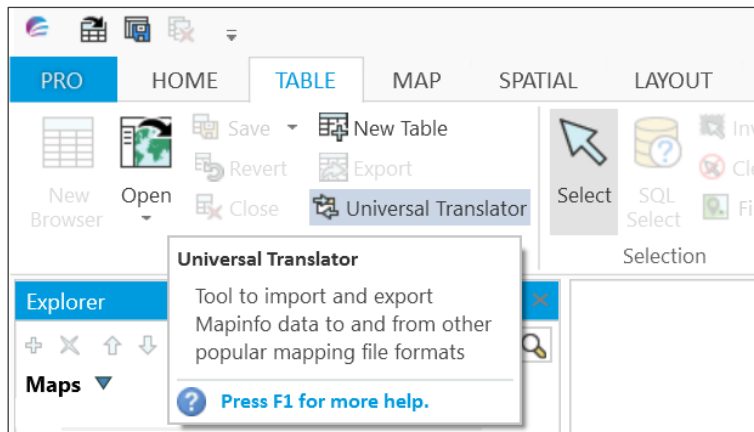 PRO HOME TABLE MAP SPATIAL LAYOUT
New Browser
Open
Save
Revert
Close
New Table
Export
Universal Translator
Select
SQL Select
Selection
Universal Translator
Tool to import and export
Mapinfo data to and from other
popular mapping file formats
Press F1 for more help.
Explorer
Maps